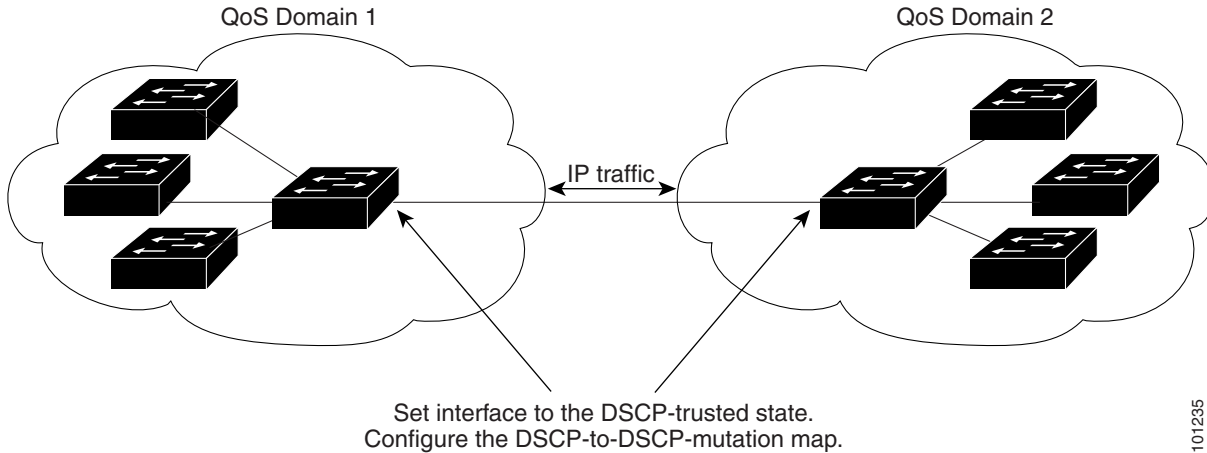 QoS Domain 1
QoS Domain 2
IP traffic
Set interface to the DSCP-trusted state.
Configure the DSCP-to-DSCP-mutation map.
101235